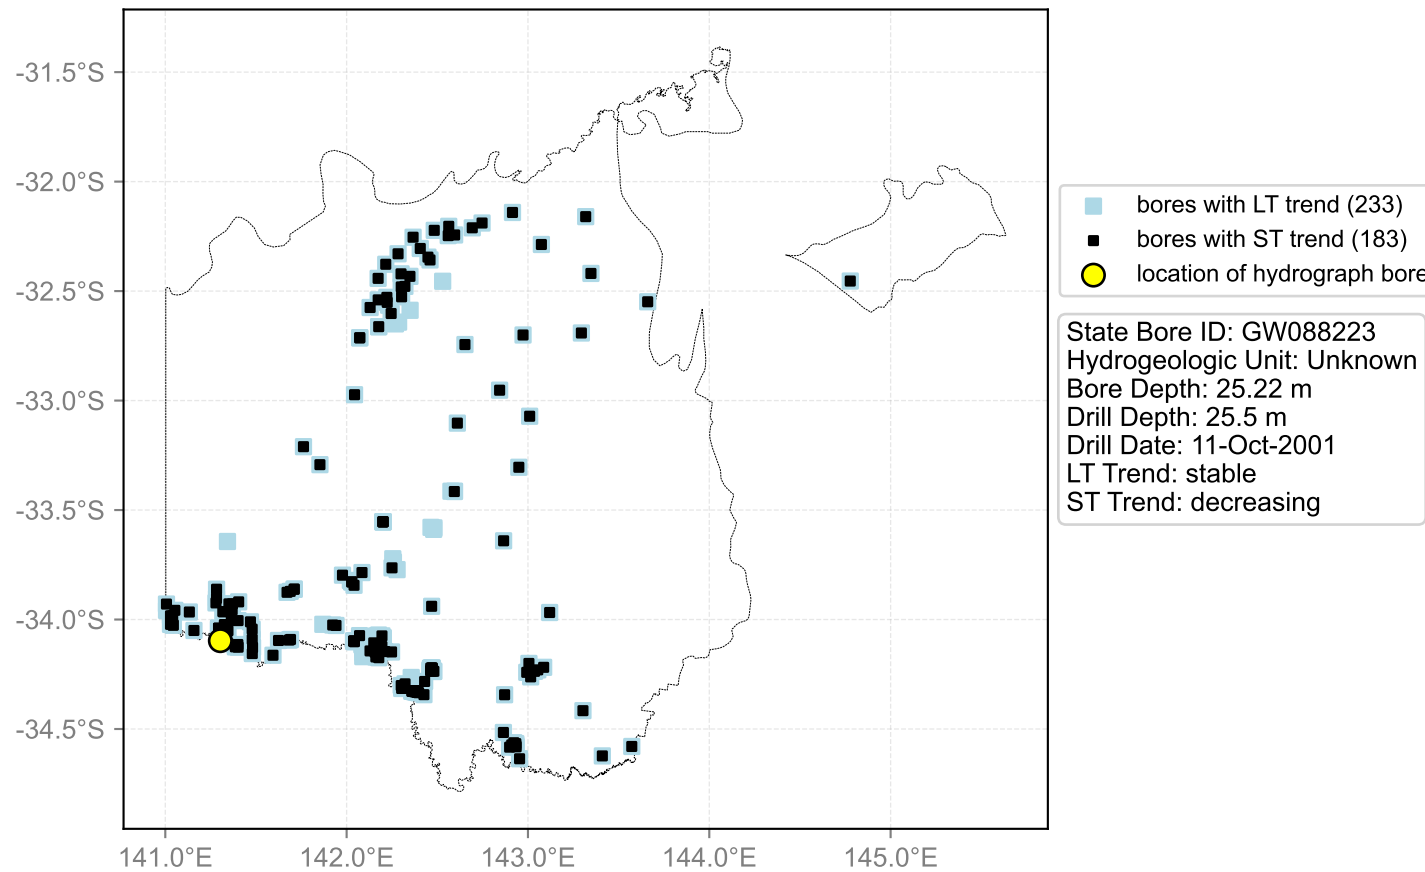 -31.5°S
-32.0°S
-32.5°S
-33.0°S
-33.5°S
-34.0°S
-34.5°S
141.0°E 142.0°E 143.0°E 144.0°E 145.0°E
bores with LT trend (233)
bores with ST trend (183)
location of hydrograph bore
State Bore ID: GW088223
Hydrogeologic Unit: Unknown
Bore Depth: 25.22 m
Drill Depth: 25.5 m
Drill Date: 11-Oct-2001
LT Trend: stable
ST Trend: decreasing